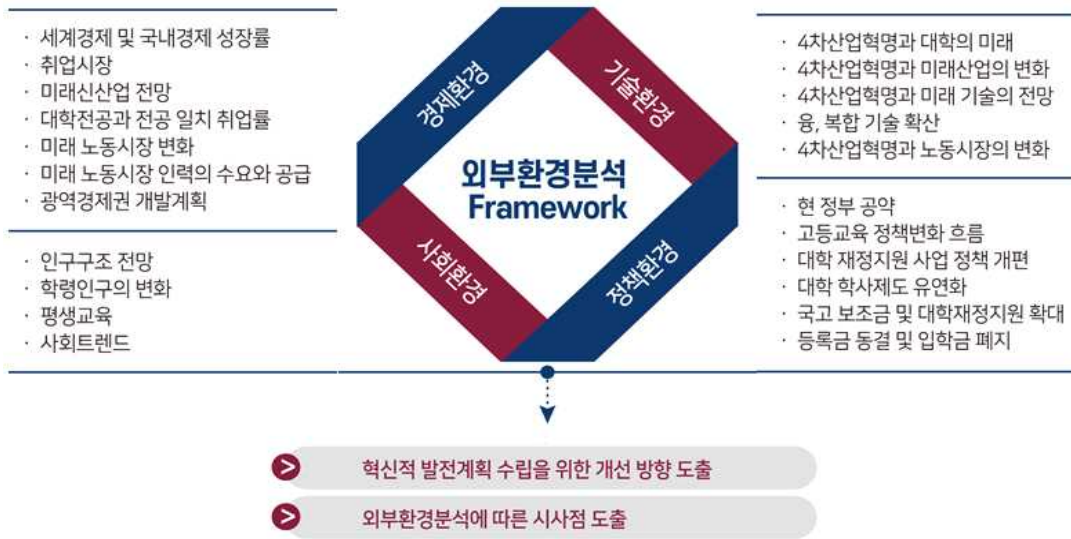 · 세계경제 및 국내경제 성장률
· 취업시장
· 미래신산업 전망
· 대학전공과 전공 일치 취업률
· 미래 노동시장 변화
· 미래 노동시장 인력의 수요와 공급
· 광역경제권 개발계획
· 인구구조 전망
· 학령인구의 변화
· 평생교육
· 사회트렌드
경제환경
기술환경
외부환경분석
Framework
사회환경
정책환경
· 4차산업혁명과 대학의 미래
· 4차산업혁명과 미래산업의 변화
· 4차산업혁명과 미래 기술의 전망
· 융, 복합 기술 확산
· 4차산업혁명과 노동시장의 변화
· 현 정부 공약
· 고등교육 정책변화 흐름
· 대학 재정지원 사업 정책 개편
· 대학 학사제도 유연화
· 국고 보조금 및 대학재정지원 확대
· 등록금 동결 및 입학금 폐지
> 혁신적 발전계획 수립을 위한 개선 방향 도출
> 외부환경분석에 따른 시사점 도출